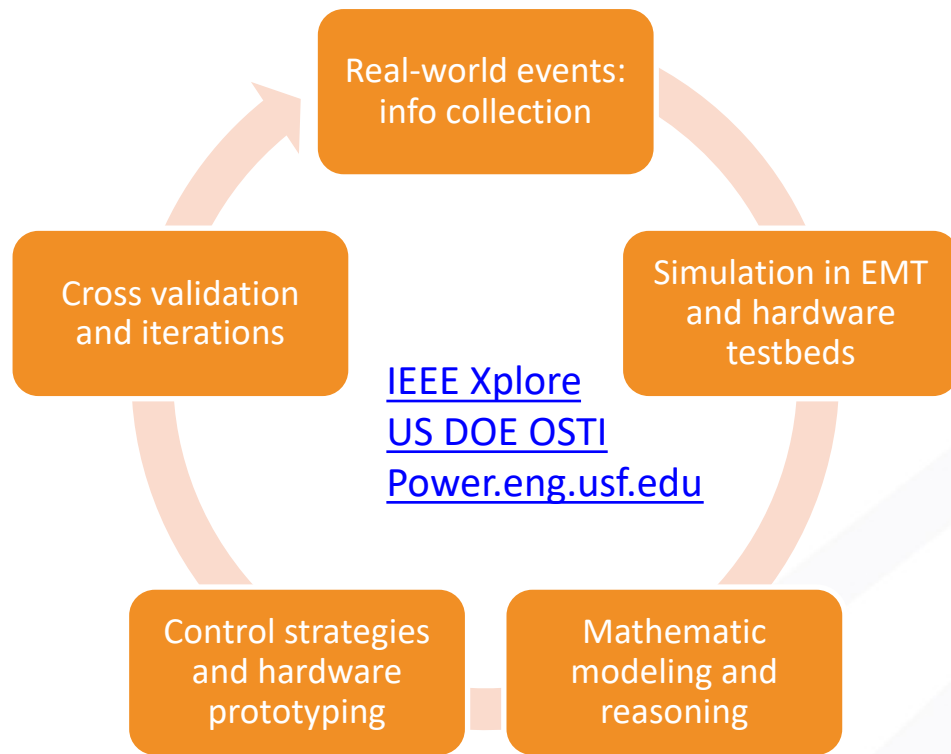 Real-world events:
info collection
Simulation in EMT
and hardware
testbeds
Mathematic
modeling and
reasoning
Control strategies
and hardware
prototyping
Cross validation
and iterations
IEEE Xplore
US DOE OSTI
Power.eng.usf.edu